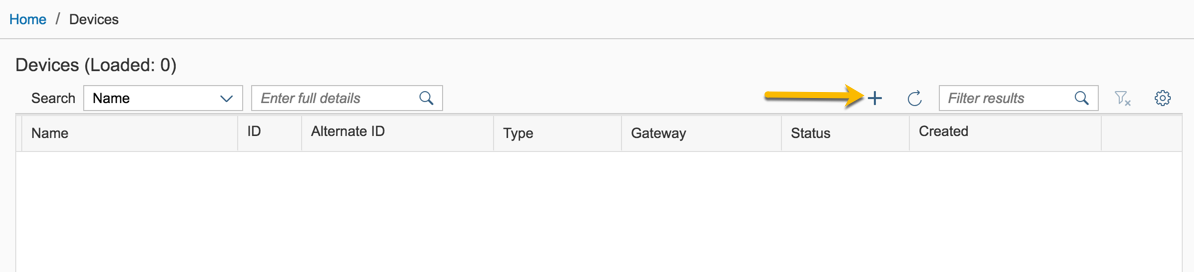 Home / Devices
Devices (Loaded: 0)
Search Name Enter full details Filter results
Name ID Alternate ID Type Gateway Status Created